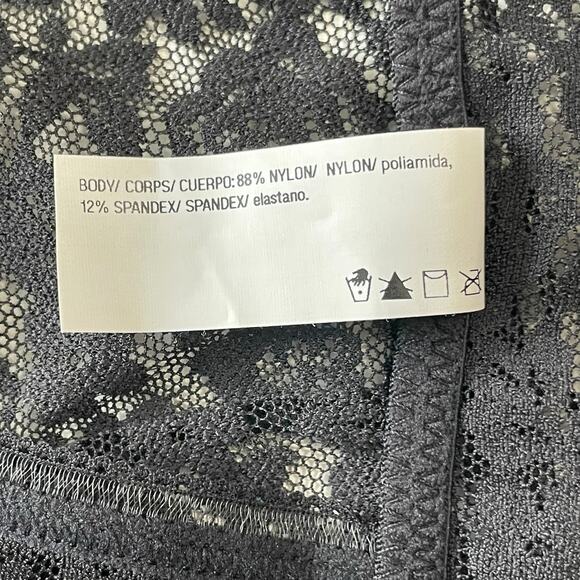 BODY/ CORPS/ CUERPO: 88% NYLON/ NYLON/ poliamida,
12% SPANDEX/ SPANDEX/ elastano.